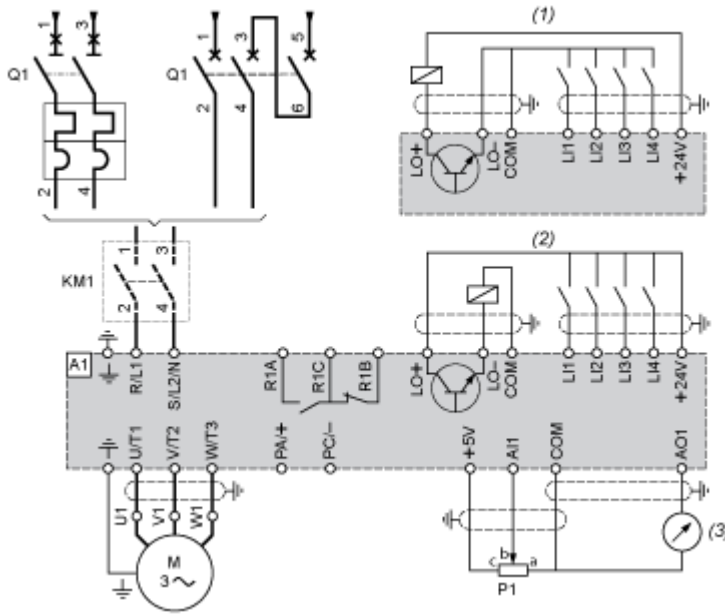 1 3
Q1
2 4
1 3 5
Q1
2 4 6
(1)
LO+ LO- COM LI1 LI2 LI3 LI4 +24V
1 3
KM1
2 4
(2)
A1
R/L1 S/L2/N R1A R1C R1B LO+ LO- COM LI1 LI2 LI3 LI4 +24V
U/T1 V/T2 W/T3 PA/+ PC/- +5V AI1 COM AO1
U1 V1 W1
M
3
c b a
P1
(3)